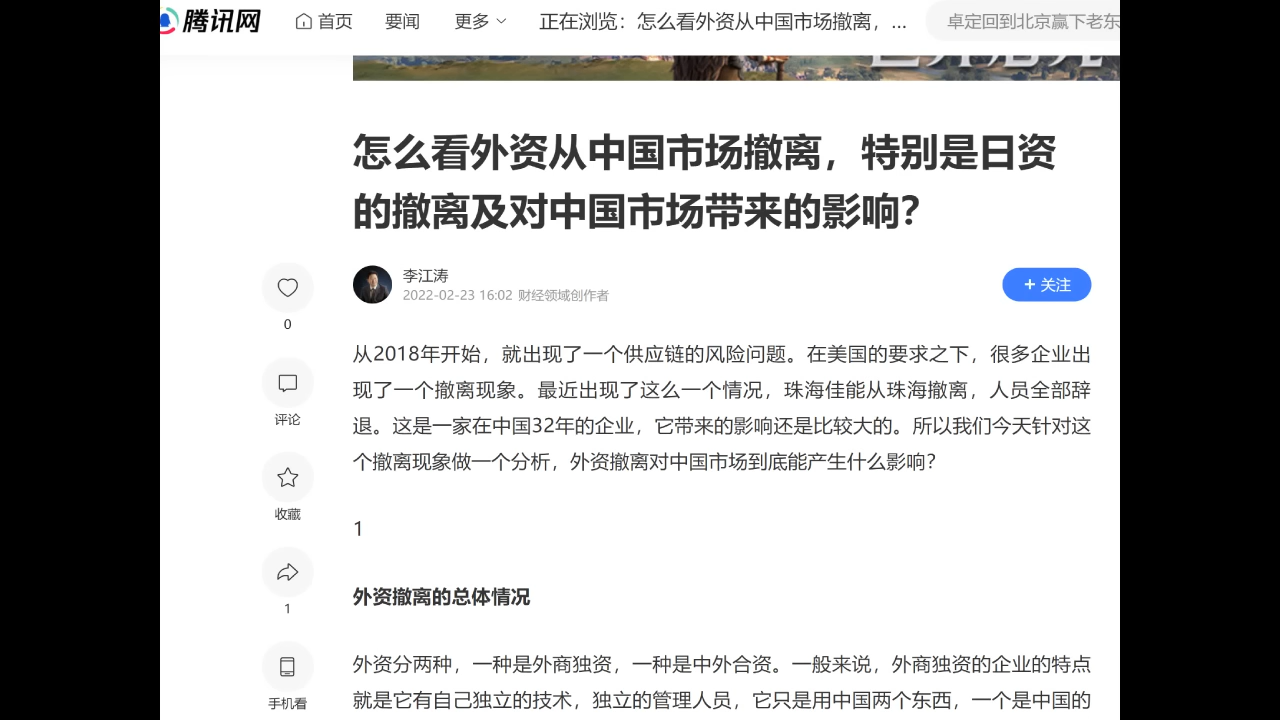 腾讯网 首页 要闻 更多 正在浏览：怎么看外资从中国市场撤离，... 卓定回到北京赢下老东
怎么看外资从中国市场撤离，特别是日资
的撤离及对中国市场带来的影响？
李江涛
2022-02-23 16:02 财经领域创作者
+ 关注
0
评论
收藏
1
手机看
从2018年开始，就出现了一个供应链的风险问题。在美国的要求之下，很多企业出
现了一个撤离现象。最近出现了这么一个情况，珠海佳能从珠海撤离，人员全部辞
退。这是一家在中国32年的企业，它带来的影响还是比较大的。所以我们今天针对这
个撤离现象做一个分析，外资撤离对中国市场到底能产生什么影响？
1
外资撤离的总体情况
外资分两种，一种是外商独资，一种是中外合资。一般来说，外商独资的企业的特点
就是它有自己独立的技术，独立的管理人员，它只是用中国两个东西，一个是中国的